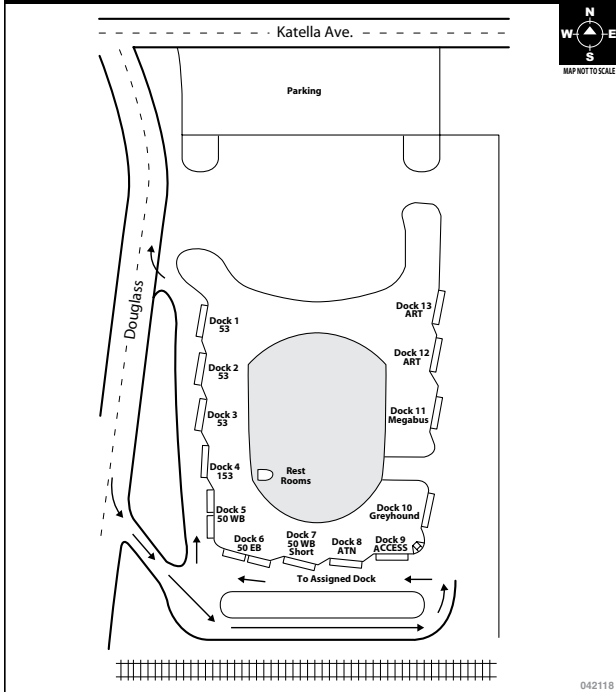 Katella Ave.
N
W E
S
MAP NOT TO SCALE
Parking
Douglass
Dock 13
ART
Dock 1
53
Dock 12
ART
Dock 2
53
Dock 3
53
Dock 11
Megabus
Dock 4
153
Rest
Rooms
Dock 5
50 WB
Dock 10
Greyhound
Dock 6
50 EB
Dock 7
50 WB
Short
Dock 8
ATN
Dock 9
ACCESS
To Assigned Dock
042118